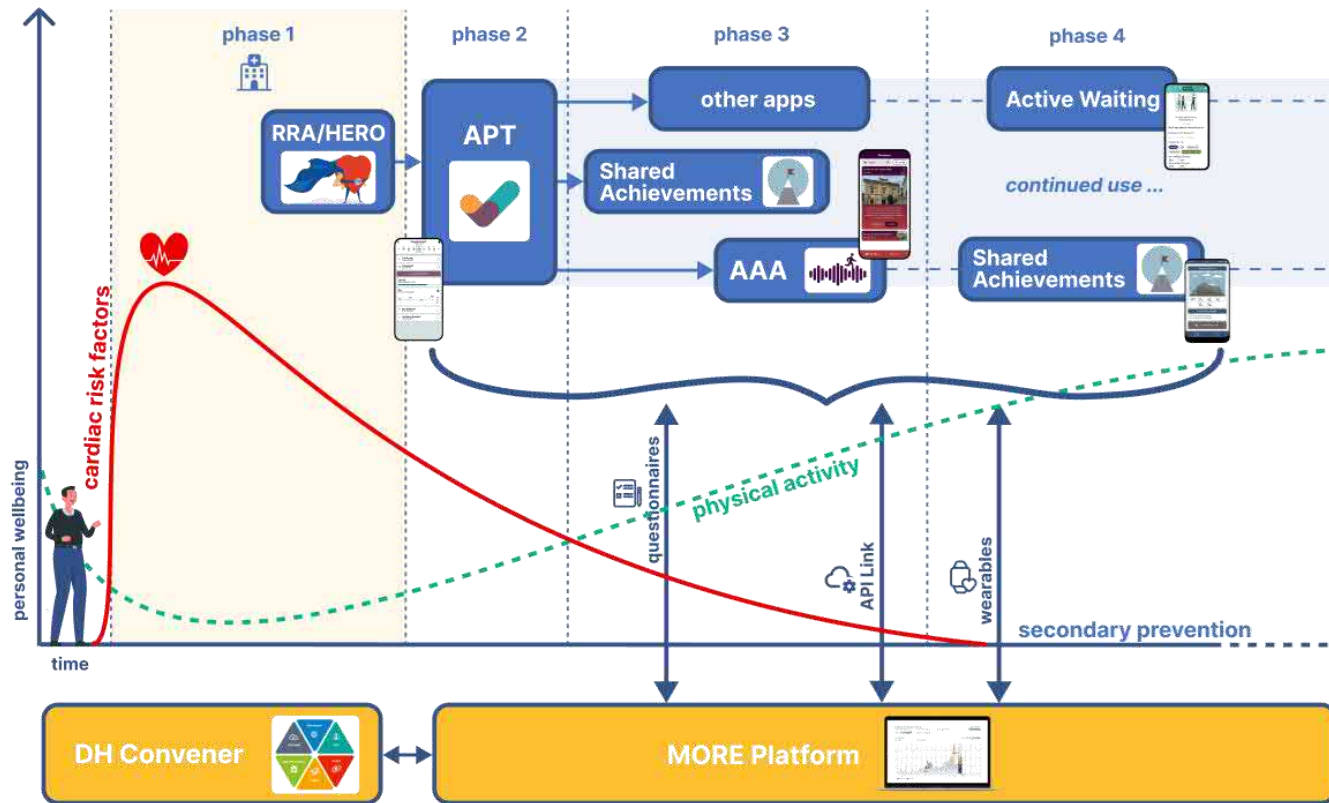 phase 1
phase 2
phase 3
phase 4
RRA/HERO
APT
other apps
Active Waiting
Shared
Achievements
continued use ...
AAA
Shared
Achievements
cardiac risk factors
personal wellbeing
physical activity
questionnaires
API Link
wearables
secondary prevention
time
DH Convener
MORE Platform